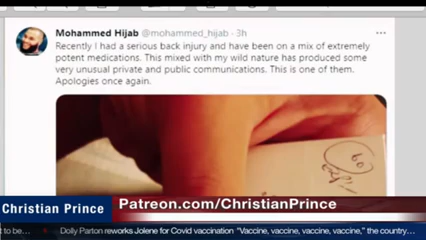 Mohammed Hijab @mohammed_hijab · 3h
Recently I had a serious back injury and have been on a mix of extremely
potent medications. This mixed with my wild nature has produced some
very unusual private and public communications. This is one of them.
Apologies once again.
60
Christian Prince
Patreon.com/ChristianPrince
t to be...
Dolly Parton reworks Jolene for Covid vaccination "Vaccine, vaccine, vaccine, vaccine," the country...